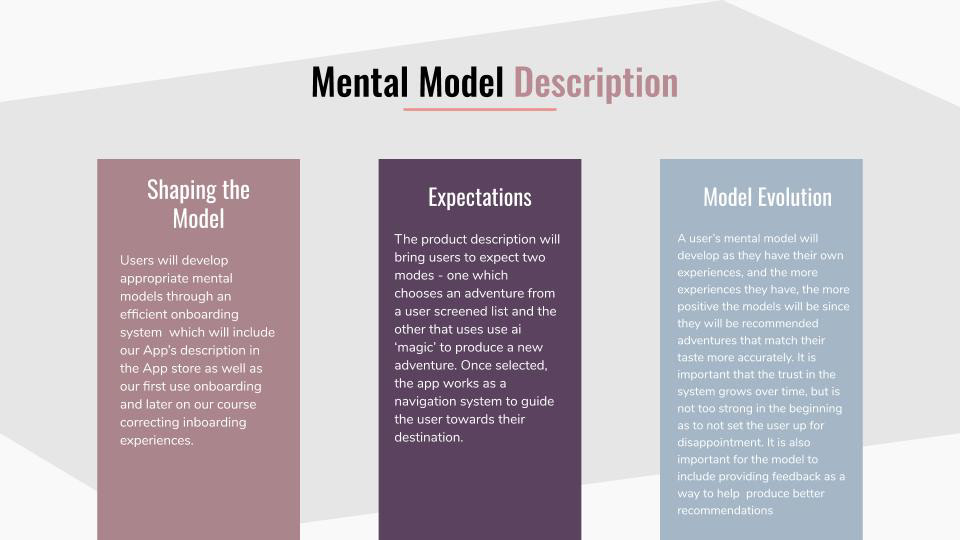 Mental Model Description
Shaping the
Model
Users will develop
appropriate mental
models through an
efficient onboarding
system  which will include
our App's description in
the App store as well as
our first use onboarding
and later on our course
correcting inboarding
experiences.
Expectations
The product description will
bring users to expect two
modes - one which
chooses an adventure from
a user screened list and the
other that uses use ai
‘magic’ to produce a new
adventure. Once selected,
the app works as a
navigation system to guide
the user towards their
destination.
Model Evolution
A user's mental model will
develop as they have their own
experiences, and the more
experiences they have, the more
positive the models will be since
they will be recommended
adventures that match their
taste more accurately. It is
important that the trust in the
system grows over time, but is
not too strong in the beginning
as to not set the user up for
disappointment. It is also
important for the model to
include providing feedback as a
way to help  produce better
recommendations